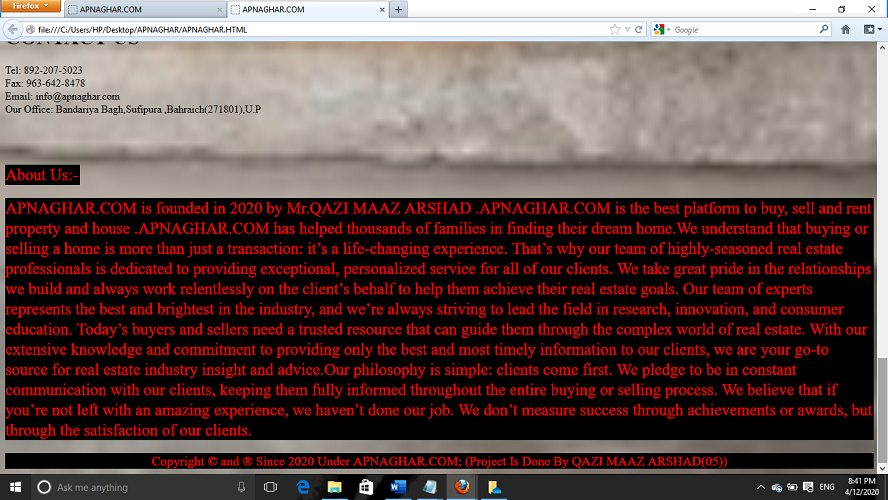 Firefox
APNAGHAR.COM
APNAGHAR.COM
file:///C:/Users/HP/Desktop/APNAGHAR/APNAGHAR.HTML
Google
CONTACT US
Tel: 892-207-5023
Fax: 963-642-8478
Email: info@apnaghar.com
Our Office: Bandariya Bagh,Sufipura ,Bahraich(271801),U.P
About Us:-
APNAGHAR.COM is founded in 2020 by Mr.QAZI MAAZ ARSHAD .APNAGHAR.COM is the best platform to buy, sell and rent
property and house .APNAGHAR.COM has helped thousands of families in finding their dream home.We understand that buying or
selling a home is more than just a transaction: it’s a life-changing experience. That’s why our team of highly-seasoned real estate
professionals is dedicated to providing exceptional, personalized service for all of our clients. We take great pride in the relationships
we build and always work relentlessly on the client’s behalf to help them achieve their real estate goals. Our team of experts
represents the best and brightest in the industry, and we’re always striving to lead the field in research, innovation, and consumer
education. Today’s buyers and sellers need a trusted resource that can guide them through the complex world of real estate. With our
extensive knowledge and commitment to providing only the best and most timely information to our clients, we are your go-to
source for real estate industry insight and advice.Our philosophy is simple: clients come first. We pledge to be in constant
communication with our clients, keeping them fully informed throughout the entire buying or selling process. We believe that if
you’re not left with an amazing experience, we haven’t done our job. We don’t measure success through achievements or awards, but
through the satisfaction of our clients.
Copyright © and ® Since 2020 Under APNAGHAR.COM; (Project Is Done By QAZI MAAZ ARSHAD(05))
Ask me anything
ENG
8:41 PM
4/12/2020